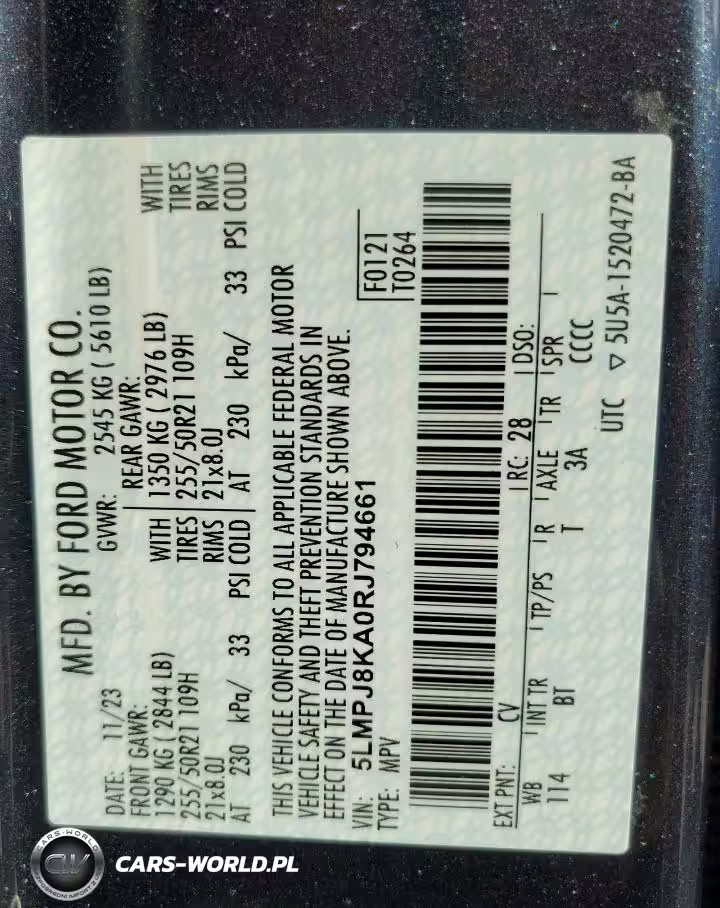 MFD. BY FORD MOTOR CO.
DATE: 11/23 GVWR: 2545 KG ( 5610 LB)
FRONT GAWR: REAR GAWR:
1290 KG ( 2844 LB) WITH 1350 KG ( 2976 LB) WITH
255/50R21 109H TIRES 255/50R21 109H TIRES
21x8.0J RIMS 21x8.0J RIMS
AT 230 kPa/ 33 PSI COLD AT 230 kPa/ 33 PSI COLD
THIS VEHICLE CONFORMS TO ALL APPLICABLE FEDERAL MOTOR
VEHICLE SAFETY AND THEFT PREVENTION STANDARDS IN
EFFECT ON THE DATE OF MANUFACTURE SHOWN ABOVE.
VIN: 5LMPJ8KA0RJ794661 F0121
TYPE: MPV T0264
EXT PNT: CV RC: 28 DSO:
WB INT TR TP/PS R AXLE TR SPR
114 BT T 3A CCCC
UTC ▽ 5U5A-1520472-BA
CARS-WORLD
CW
CARS-WORLD.PL